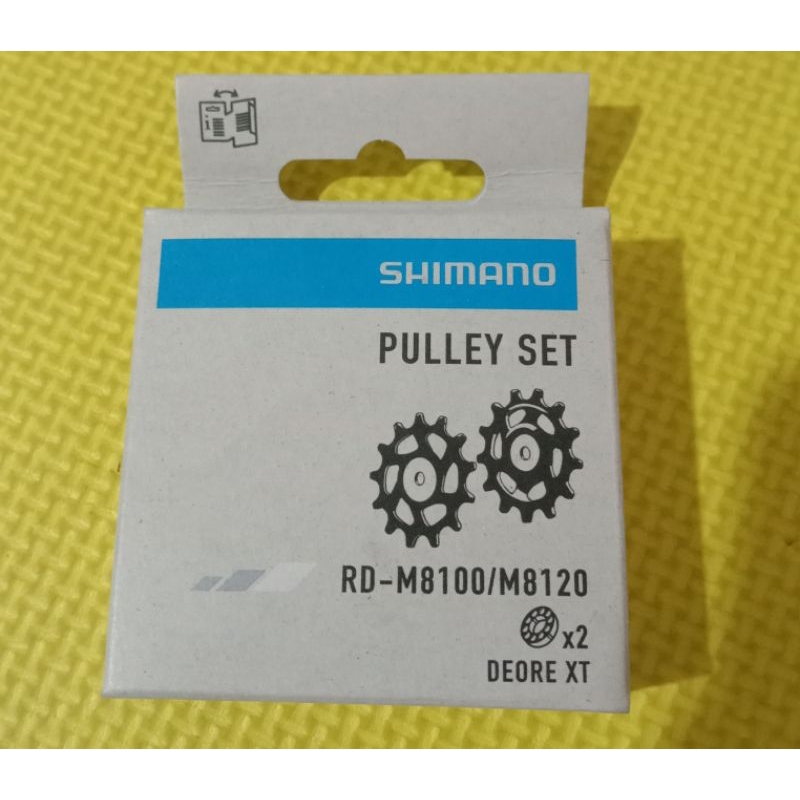 SHIMANO
PULLEY SET
RD-M8100/M8120
x2
DEORE XT